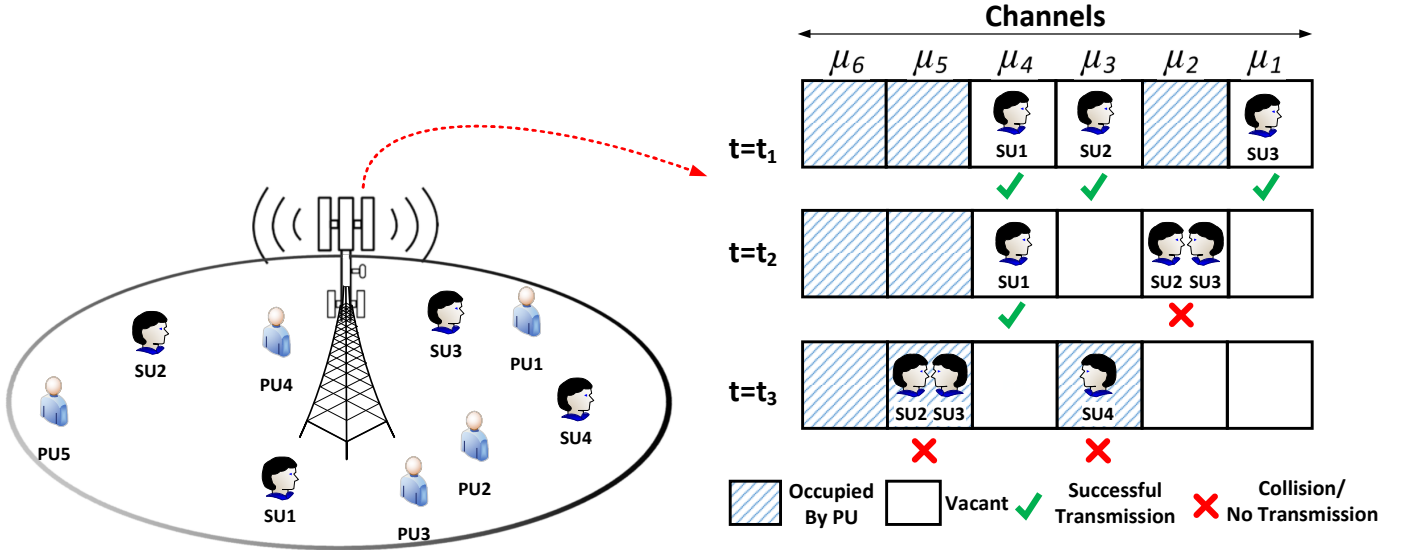 Channels
μ6 μ5 μ4 μ3 μ2 μ1
t=t1
SU1 SU2 SU3
t=t2
SU1 SU2 SU3
t=t3
SU2 SU3 SU4
SU2
PU4
SU3
PU1
PU5
SU4
PU2
SU1
PU3
Occupied
By PU
Vacant
Successful
Transmission
Collision/
No Transmission